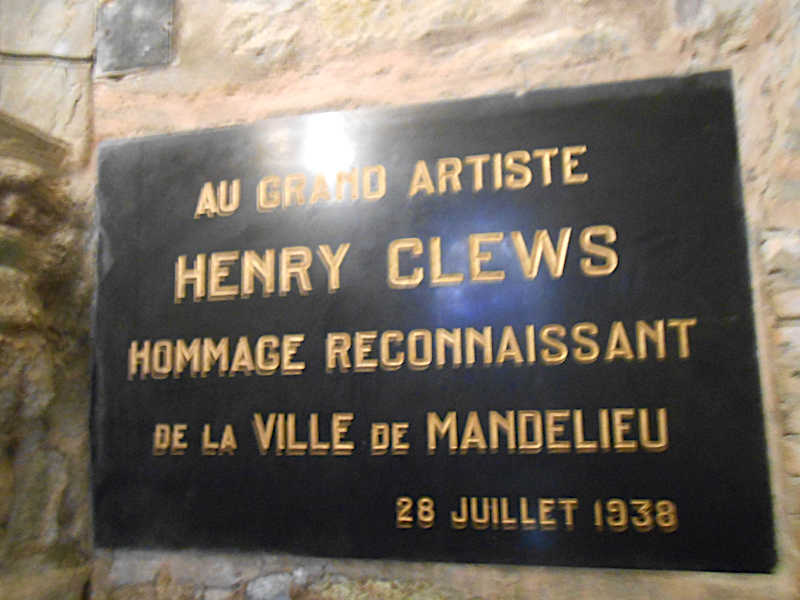 AU GRAND ARTISTE
HENRY CLEWS
HOMMAGE RECONNAISSANT
DE LA VILLE DE MANDELIEU
28 JUILLET 1938